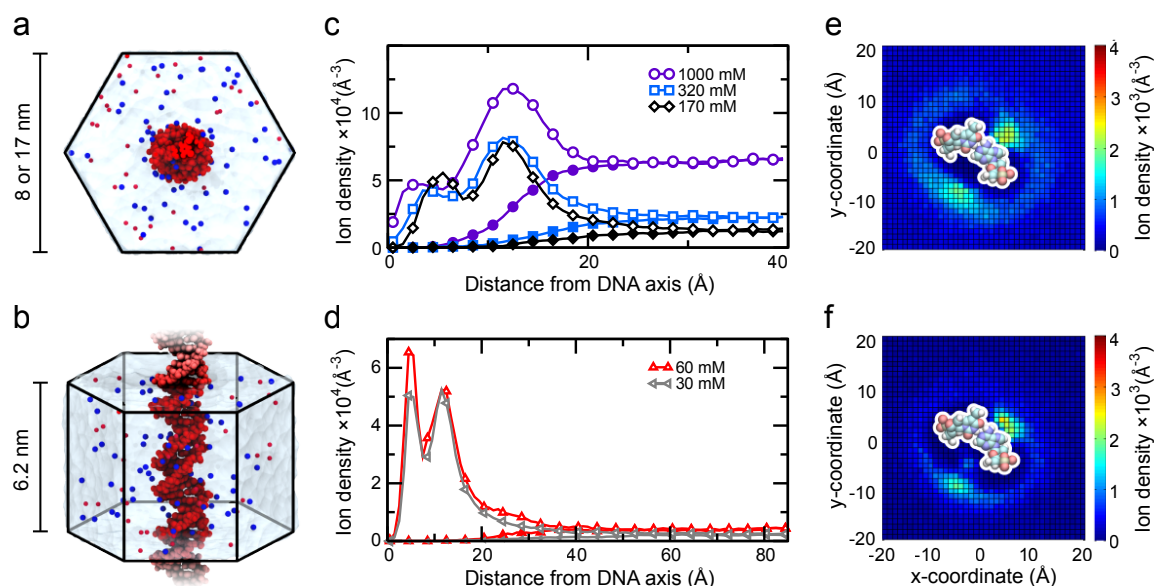 a
8 or 17 nm
b
6.2 nm
c
Ion density ×10⁴(Å⁻³)
10
5
0
1000 mM
320 mM
170 mM
0
20
40
Distance from DNA axis (Å)
d
Ion density ×10⁴(Å⁻³)
6
4
2
0
60 mM
30 mM
0
20
40
60
80
Distance from DNA axis (Å)
e
y-coordinate (Å)
20
10
0
-10
-20
4
3
2
1
0
Ion density ×10³(Å⁻³)
f
y-coordinate (Å)
20
10
0
-10
-20
-20
-10
0
10
20
x-coordinate (Å)
4
3
2
1
0
Ion density ×10³(Å⁻³)